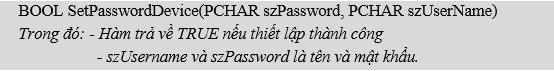 BOOL SetPasswordDevice(PCHAR szPassword, PCHAR szUserName)
Trong đó: - Hàm trả về TRUE nếu thiết lập thành công
- szUsername và szPassword là tên và mật khẩu.